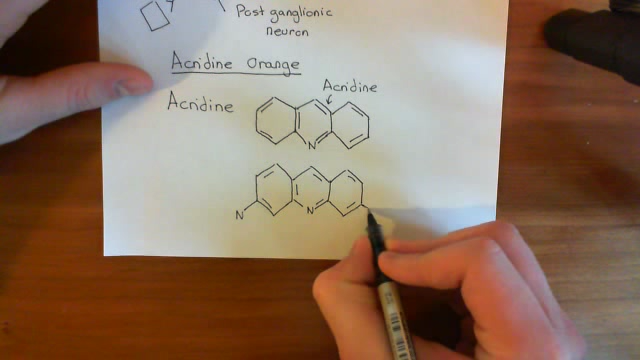 Post ganglionic
neuron
Acridine Orange
Acridine
Acridine
N
N
N